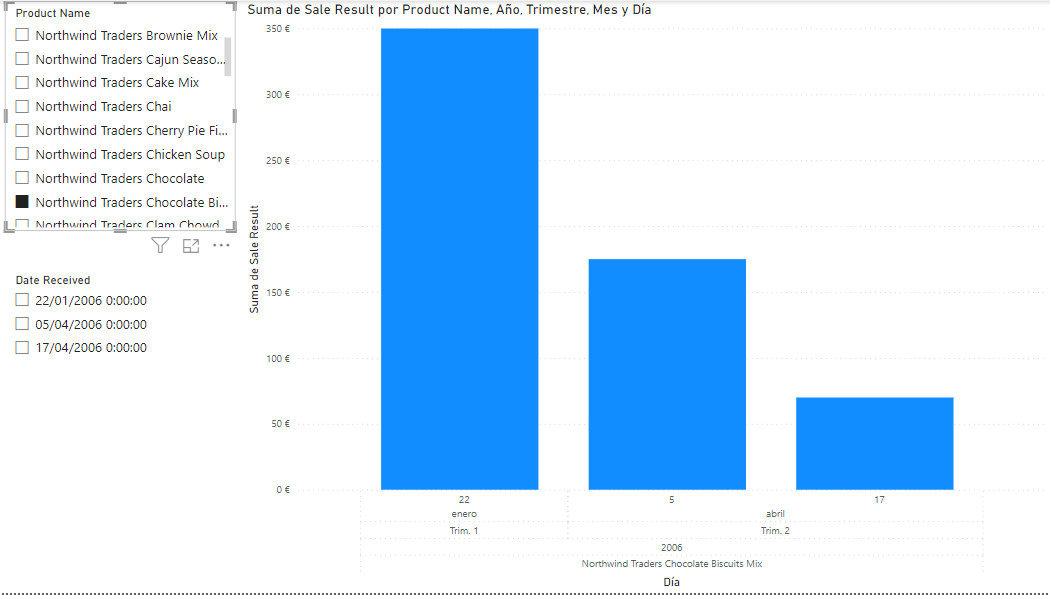 Product Name
Northwind Traders Brownie Mix
Northwind Traders Cajun Seaso...
Northwind Traders Cake Mix
Northwind Traders Chai
Northwind Traders Cherry Pie Fi...
Northwind Traders Chicken Soup
Northwind Traders Chocolate
Northwind Traders Chocolate Bi...
Northwind Traders Clam Chowd
Date Received
22/01/2006 0:00:00
05/04/2006 0:00:00
17/04/2006 0:00:00
Suma de Sale Result por Product Name, Año, Trimestre, Mes y Día
Suma de Sale Result
350 €
300 €
250 €
200 €
150 €
100 €
50 €
0 €
22 5 17
enero abril
Trim. 1 Trim. 2
2006
Northwind Traders Chocolate Biscuits Mix
Día